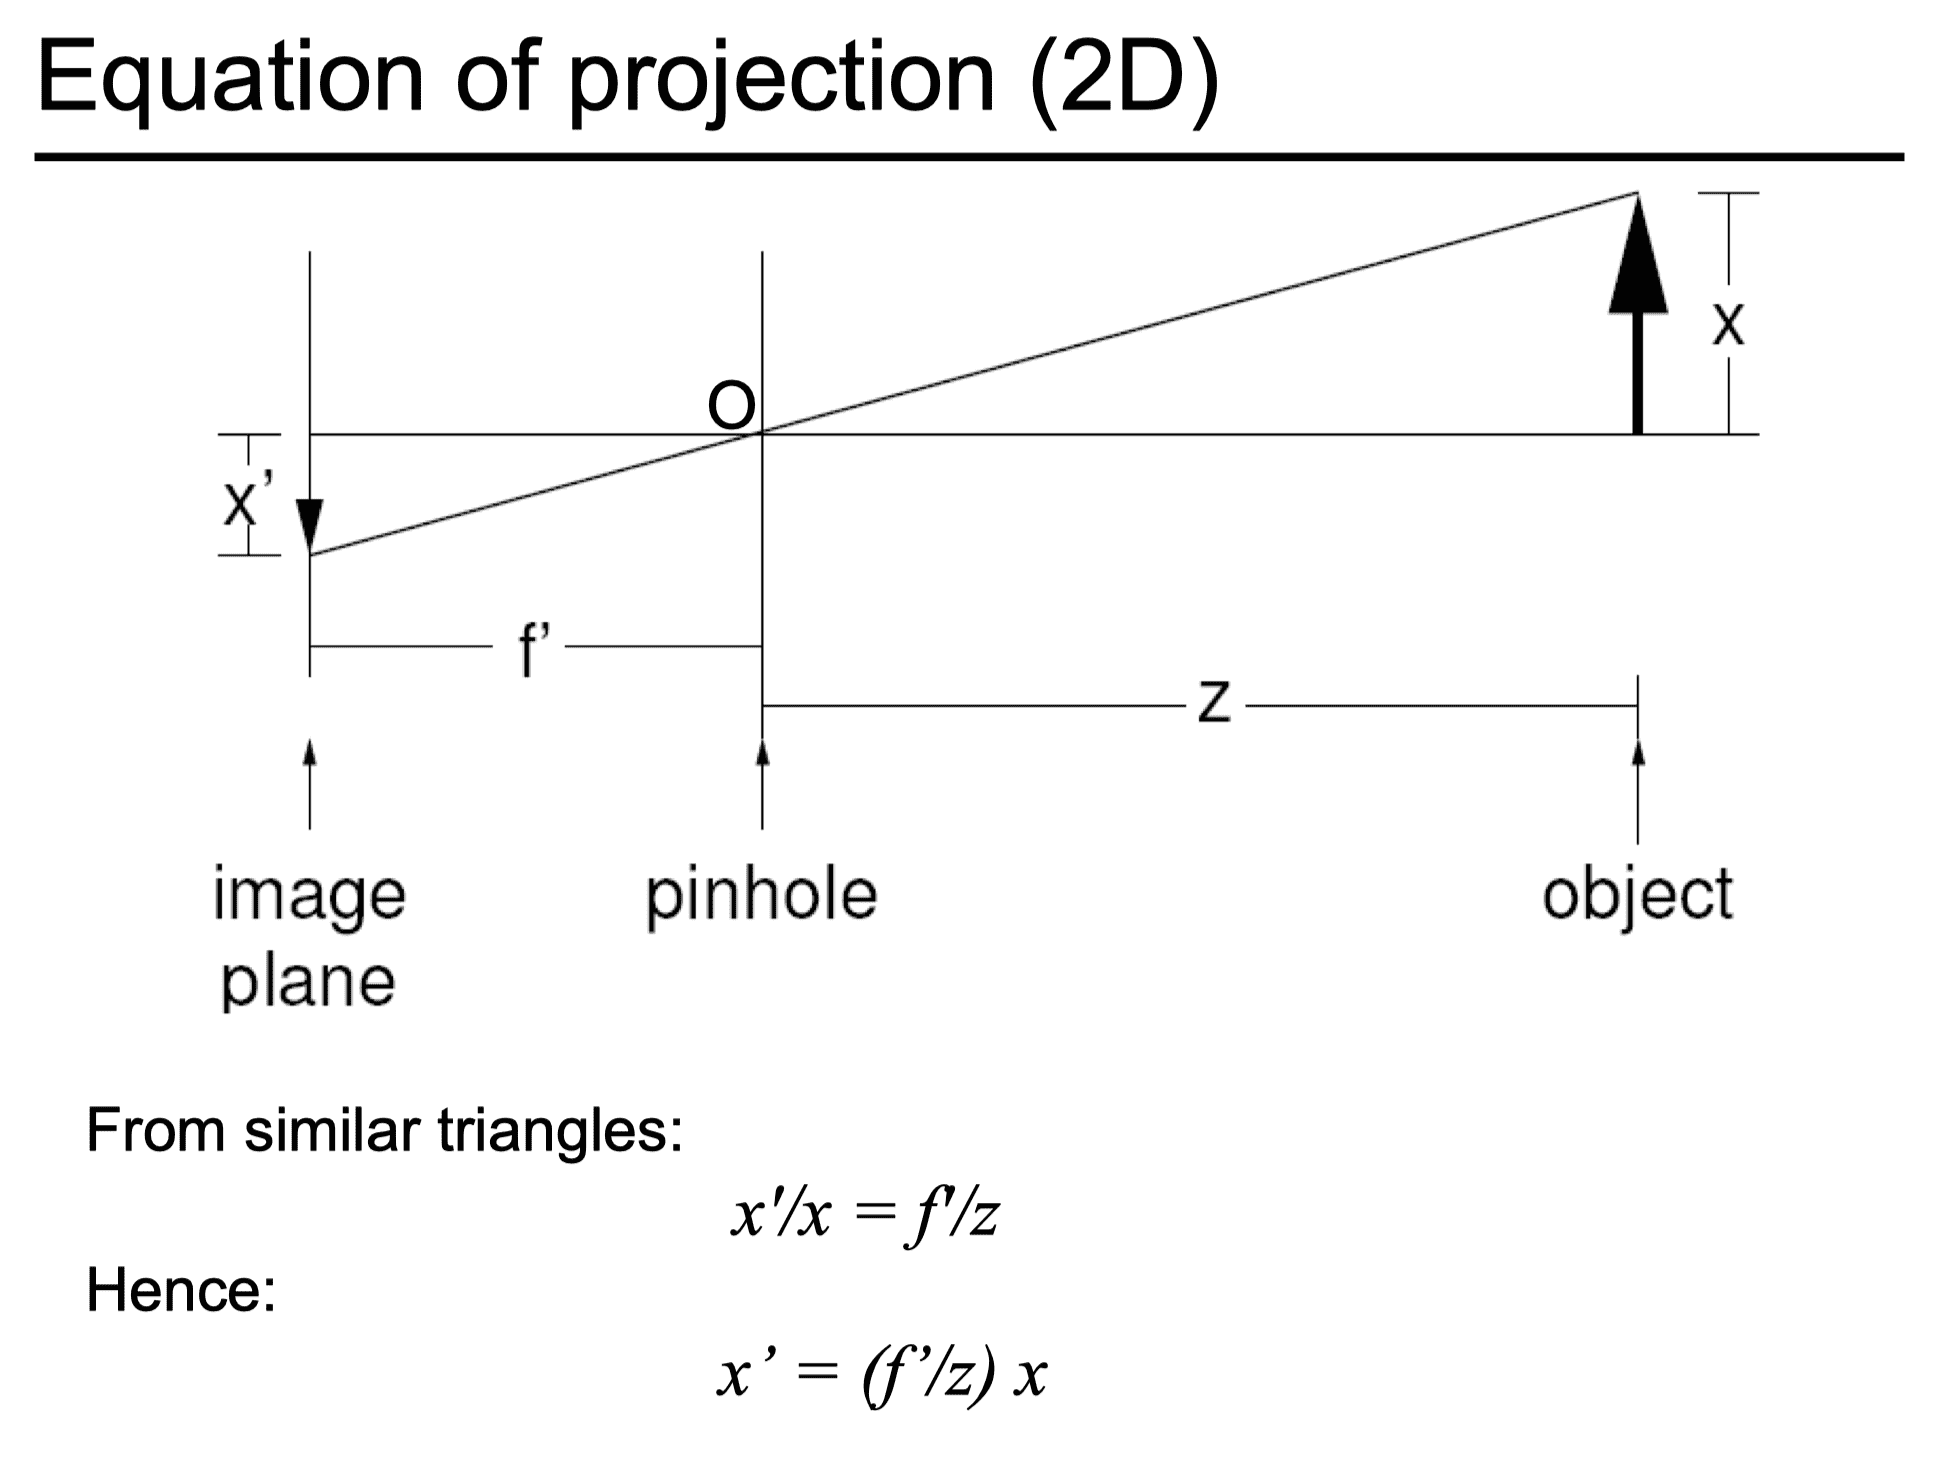 Equation of projection (2D)
x
O
x’
f’
z
image
plane
pinhole
object
From similar triangles:
x'/x = f'/z
Hence:
x’ = (f’/z) x